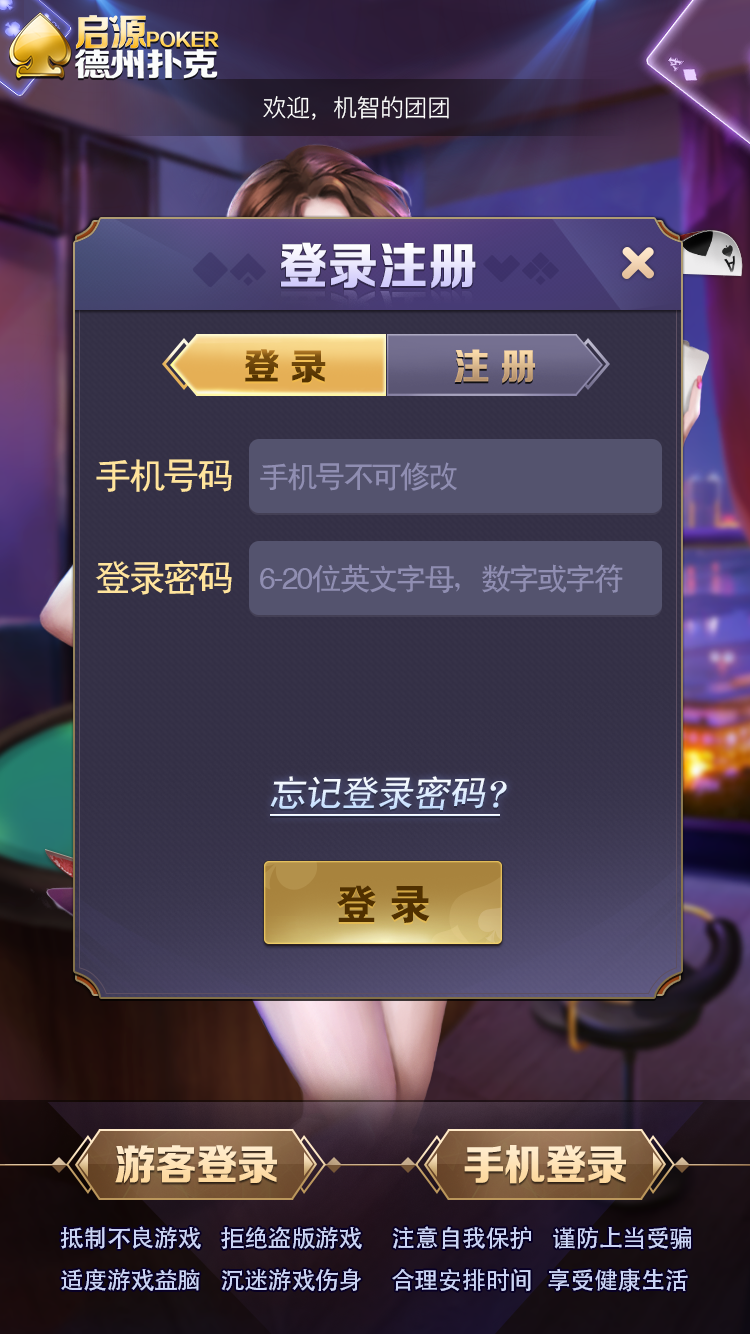 启源POKER
德州扑克
欢迎，机智的团团
登录注册
登录 注册
手机号码 手机号不可修改
登录密码 6-20位英文字母，数字或字符
忘记登录密码?
登录
游客登录 手机登录
抵制不良游戏 拒绝盗版游戏 注意自我保护 谨防上当受骗
适度游戏益脑 沉迷游戏伤身 合理安排时间 享受健康生活